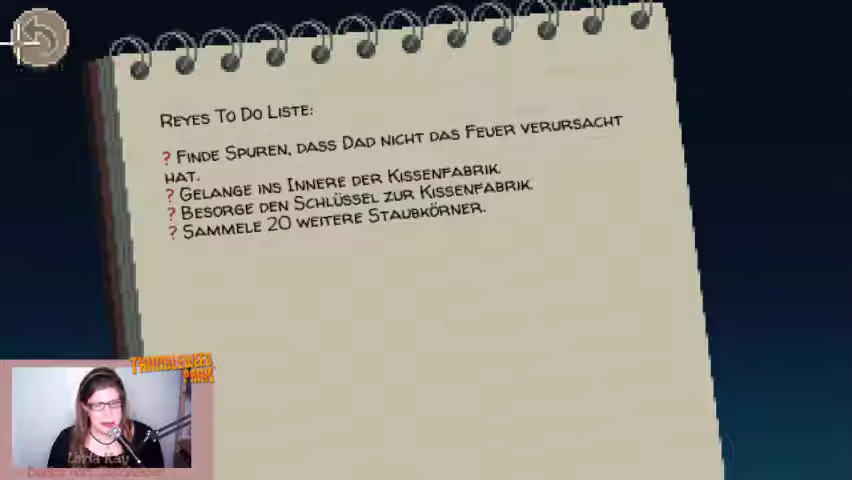 REYES TO DO LISTE:
? FINDE SPUREN, DASS DAD NICHT DAS FEUER VERURSACHT
HAT.
? GELANGE INS INNERE DER KISSENFABRIK.
? BESORGE DEN SCHLÜSSEL ZUR KISSENFABRIK.
? SAMMELE 20 WEITERE STAUBKÖRNER.
THIMBLEWEED
PARK